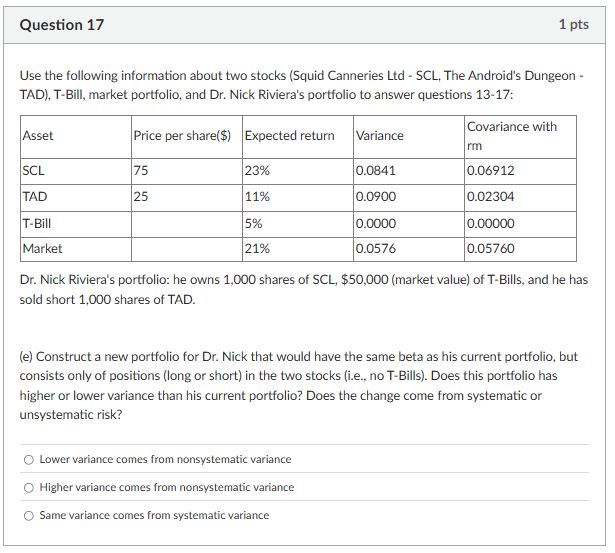 Question 17
1 pts
Use the following information about two stocks (Squid Canneries Ltd - SCL, The Android's Dungeon -
TAD), T-Bill, market portfolio, and Dr. Nick Riviera's portfolio to answer questions 13-17:
Asset Price per share($) Expected return Variance Covariance with
rm
SCL 75 23% 0.0841 0.06912
TAD 25 11% 0.0900 0.02304
T-Bill 5% 0.0000 0.00000
Market 21% 0.0576 0.05760
Dr. Nick Riviera's portfolio: he owns 1,000 shares of SCL, $50,000 (market value) of T-Bills, and he has
sold short 1,000 shares of TAD.
(e) Construct a new portfolio for Dr. Nick that would have the same beta as his current portfolio, but
consists only of positions (long or short) in the two stocks (i.e., no T-Bills). Does this portfolio has
higher or lower variance than his current portfolio? Does the change come from systematic or
unsystematic risk?
Lower variance comes from nonsystematic variance
Higher variance comes from nonsystematic variance
Same variance comes from systematic variance